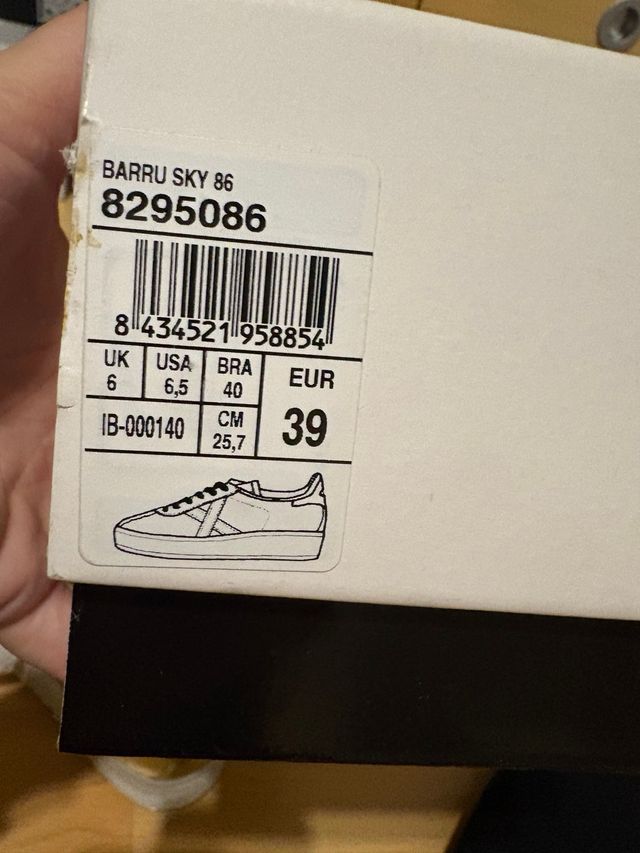 BARRU SKY 86
8295086
8 434521 958854
UK USA BRA EUR
6 6,5 40 39
IB-000140 CM
25,7